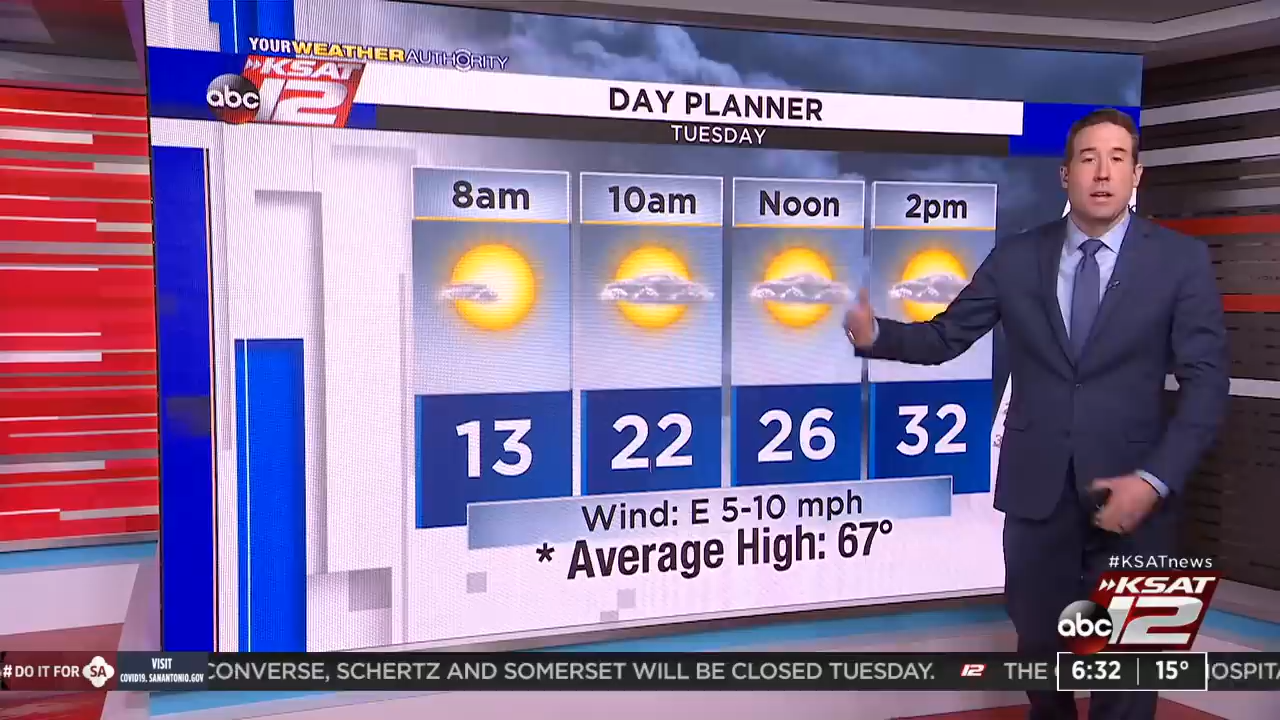 YOUR WEATHER AUTHORITY
abc KSAT 12
DAY PLANNER
TUESDAY
8am 10am Noon 2pm
13 22 26 32
Wind: E 5-10 mph
* Average High: 67°
#KSATnews
abc KSAT 12
#DO IT FOR SA
VISIT
COVID19.SANANTONIO.GOV
CONVERSE, SCHERTZ AND SOMERSET WILL BE CLOSED TUESDAY. 12 THE
6:32 15°